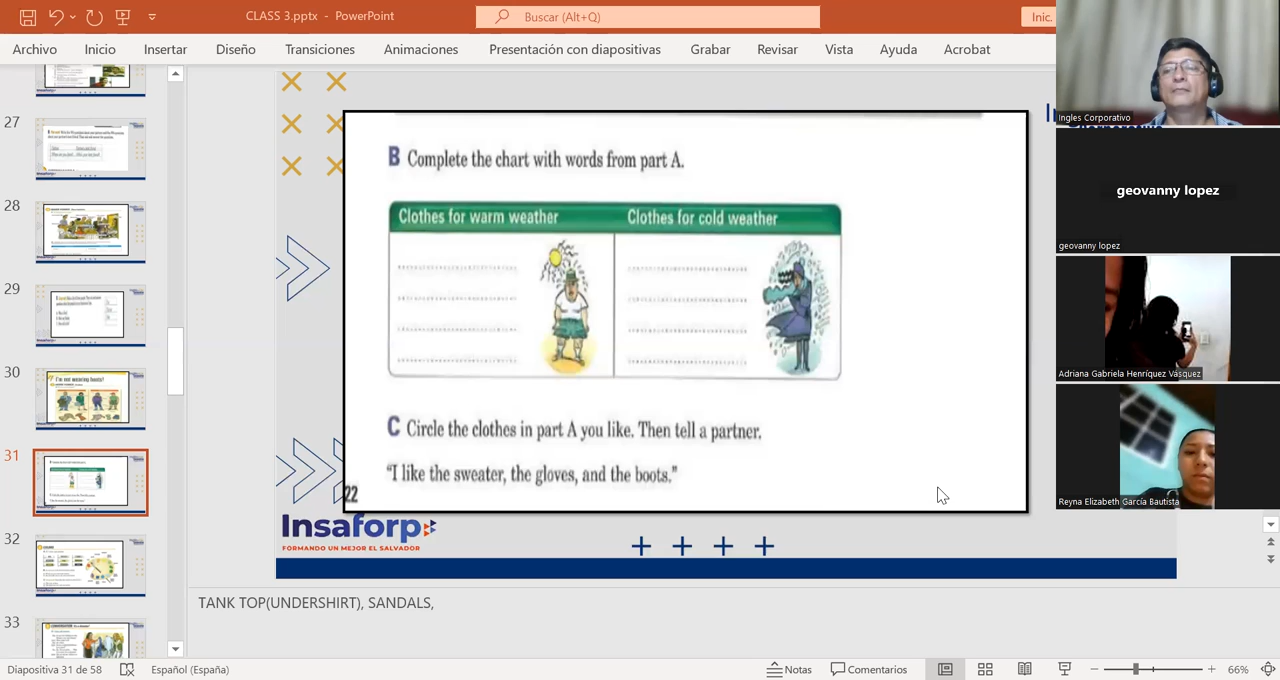 CLASS 3.pptx - PowerPoint
Buscar (Alt+Q)
Inic.
Archivo Inicio Insertar Diseño Transiciones Animaciones Presentación con diapositivas Grabar Revisar Vista Ayuda Acrobat
27
28
29
30
31
32
33
B Complete the chart with words from part A.
Clothes for warm weather Clothes for cold weather
C Circle the clothes in part A you like. Then tell a partner.
"I like the sweater, the gloves, and the boots."
22
Insaforp
FORMANDO UN MEJOR EL SALVADOR
TANK TOP(UNDERSHIRT), SANDALS,
Ingles Corporativo
geovanny lopez
geovanny lopez
Adriana Gabriela Henríquez Vásquez
Reyna Elizabeth García Bautista
Diapositiva 31 de 58 Español (España) Notas Comentarios 66%